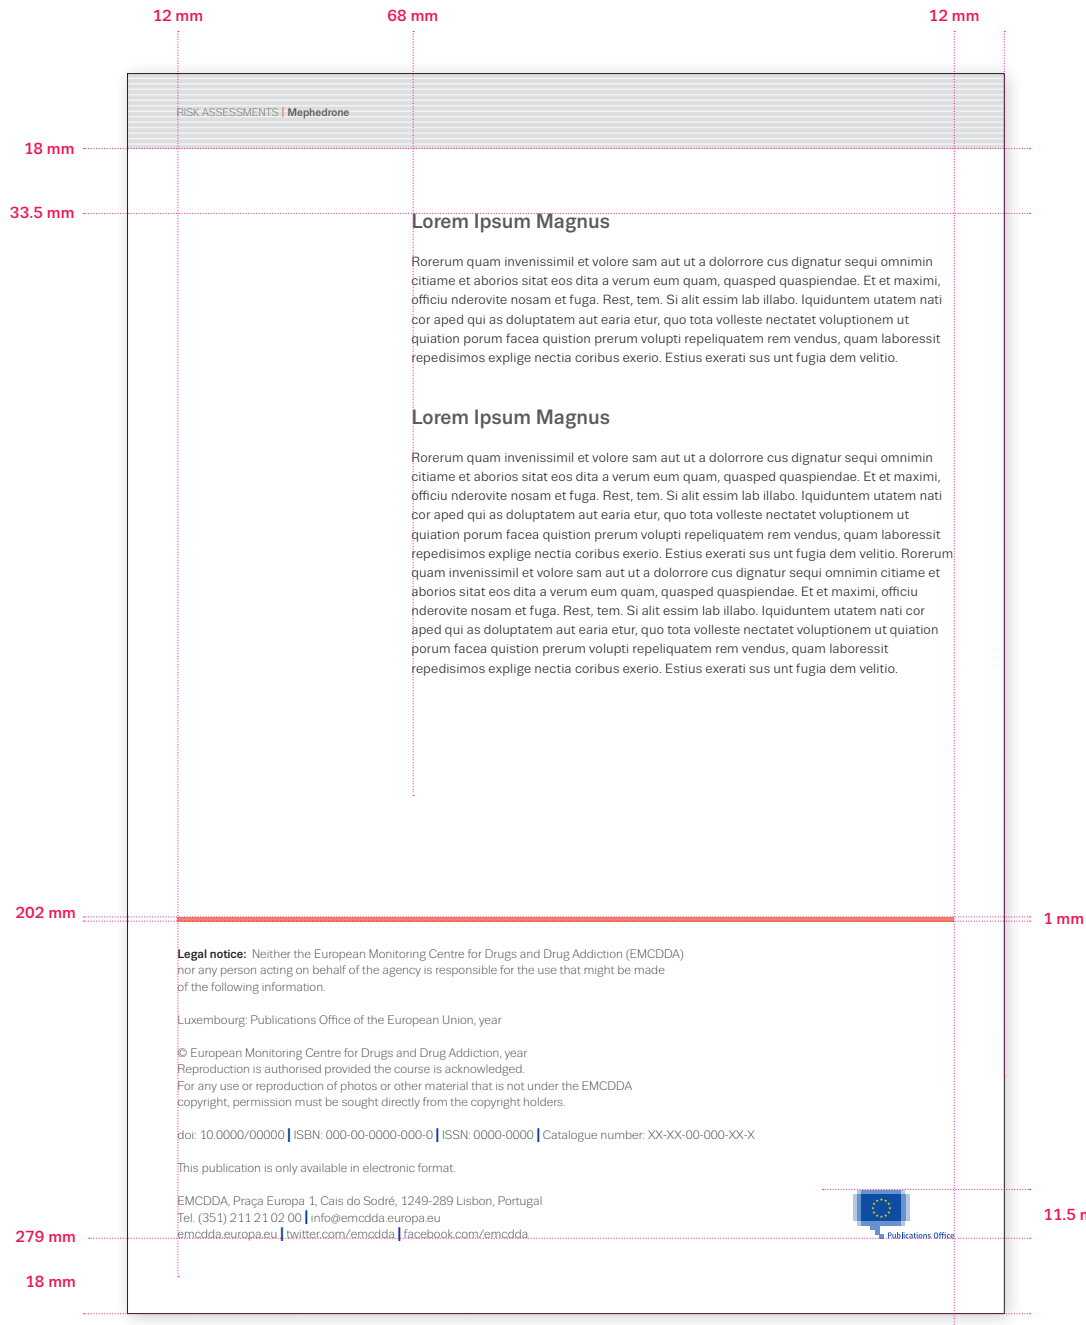 12 mm 68 mm 12 mm
RISK ASSESSMENTS | Mephedrone
18 mm
33.5 mm
Lorem Ipsum Magnus
Rorerum quam invenissimil et volore sam aut ut a dolorrore cus dignatur sequi omnimin
citiame et aborios sitat eos dita a verum eum quam, quasped quaspiendae. Et et maximi,
officiu nderovite nosam et fuga. Rest, tem. Si alit essim lab illabo. Iquiduntem utatem nati
cor aped qui as doluptatem aut earia etur, quo tota volleste nectatet voluptionem ut
quiation porum facea quistion prerum volupti repeliquatem rem vendus, quam laboressit
repedisimos explige nectia coribus exerio. Estius exerati sus unt fugia dem velitio.
Lorem Ipsum Magnus
Rorerum quam invenissimil et volore sam aut ut a dolorrore cus dignatur sequi omnimin
citiame et aborios sitat eos dita a verum eum quam, quasped quaspiendae. Et et maximi,
officiu nderovite nosam et fuga. Rest, tem. Si alit essim lab illabo. Iquiduntem utatem nati
cor aped qui as doluptatem aut earia etur, quo tota volleste nectatet voluptionem ut
quiation porum facea quistion prerum volupti repeliquatem rem vendus, quam laboressit
repedisimos explige nectia coribus exerio. Estius exerati sus unt fugia dem velitio. Rorerum
quam invenissimil et volore sam aut ut a dolorrore cus dignatur sequi omnimin citiame et
aborios sitat eos dita a verum eum quam, quasped quaspiendae. Et et maximi, officiu
nderovite nosam et fuga. Rest, tem. Si alit essim lab illabo. Iquiduntem utatem nati cor
aped qui as doluptatem aut earia etur, quo tota volleste nectatet voluptionem ut quiation
porum facea quistion prerum volupti repeliquatem rem vendus, quam laboressit
repedisimos explige nectia coribus exerio. Estius exerati sus unt fugia dem velitio.
202 mm
1 mm
Legal notice: Neither the European Monitoring Centre for Drugs and Drug Addiction (EMCDDA)
nor any person acting on behalf of the agency is responsible for the use that might be made
of the following information.
Luxembourg: Publications Office of the European Union, year
© European Monitoring Centre for Drugs and Drug Addiction, year
Reproduction is authorised provided the course is acknowledged.
For any use or reproduction of photos or other material that is not under the EMCDDA
copyright, permission must be sought directly from the copyright holders.
doi: 10.0000/00000 | ISBN: 000-00-0000-000-0 | ISSN: 0000-0000 | Catalogue number: XX-XX-00-000-XX-X
This publication is only available in electronic format.
EMCDDA, Praça Europa 1, Cais do Sodré, 1249-289 Lisbon, Portugal
Tel. (351) 211 21 02 00 | info@emcdda.europa.eu
emcdda.europa.eu | twitter.com/emcdda | facebook.com/emcdda
Publications Office
11.5 m
279 mm
18 mm